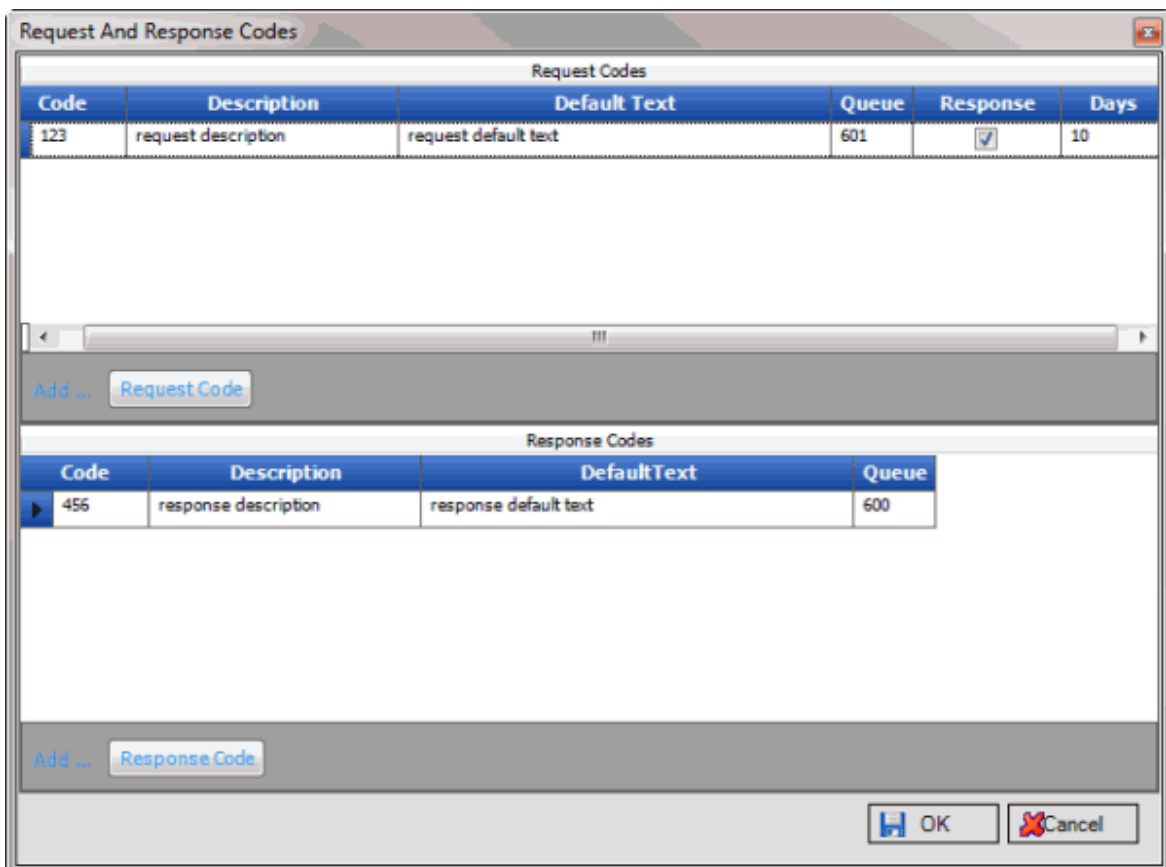 Request And Response Codes
Request Codes
Code Description Default Text Queue Response Days
123 request description request default text 601 10
Add ... Request Code
Response Codes
Code Description DefaultText Queue
456 response description response default text 600
Add ... Response Code
OK Cancel